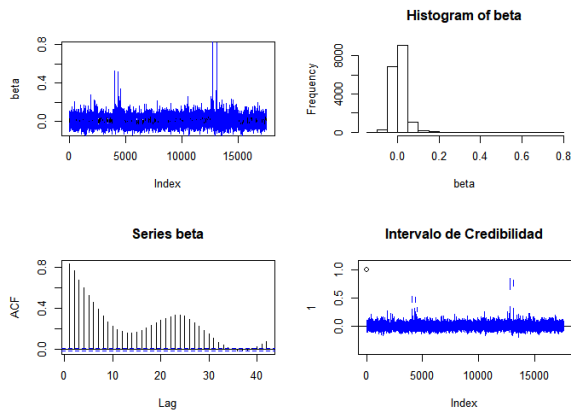 beta
0.0 0.4 0.8
0 5000 10000 15000
Index
Histogram of beta
Frequency
0 4000 8000
0.0 0.2 0.4 0.6 0.8
beta
Series beta
ACF
0.0 0.4 0.8
0 10 20 30 40
Lag
Intervalo de Credibilidad
1
0.0 0.5 1.0
0 5000 10000
Index